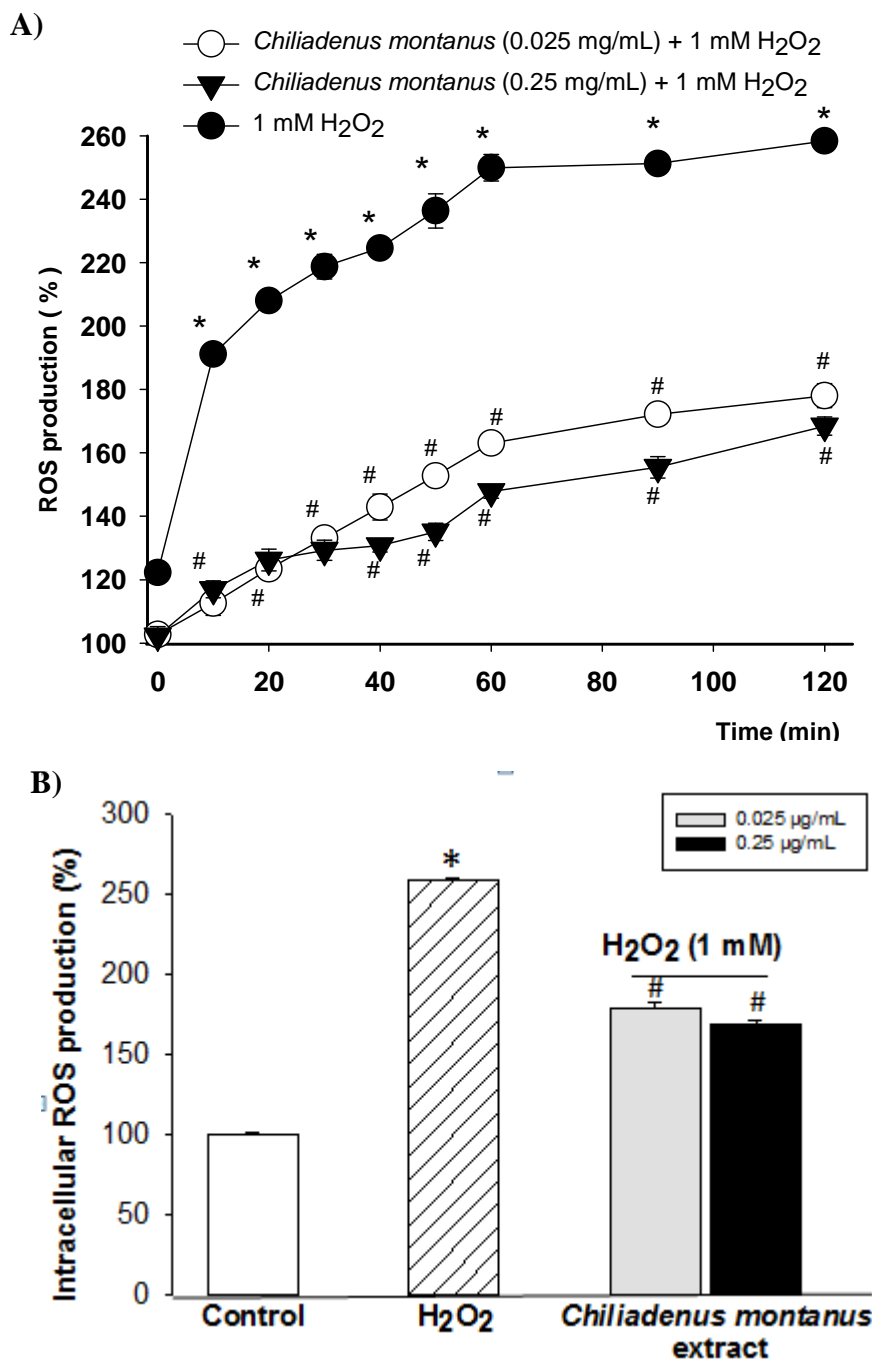 A)
Chiliadenus montanus (0.025 mg/mL) + 1 mM H2O2
Chiliadenus montanus (0.25 mg/mL) + 1 mM H2O2
1 mM H2O2
ROS production ( %)
260
240
220
200
180
160
140
120
100
* * * * * * * *
# # # # # # #
# # # # # #
0 20 40 60 80 100 120
Time (min)
B)
Intracellular ROS production (%)
300
250
200
150
100
50
0
0.025 µg/mL
0.25 µg/mL
*
H2O2 (1 mM)
# #
Control H2O2 Chiliadenus montanus
extract